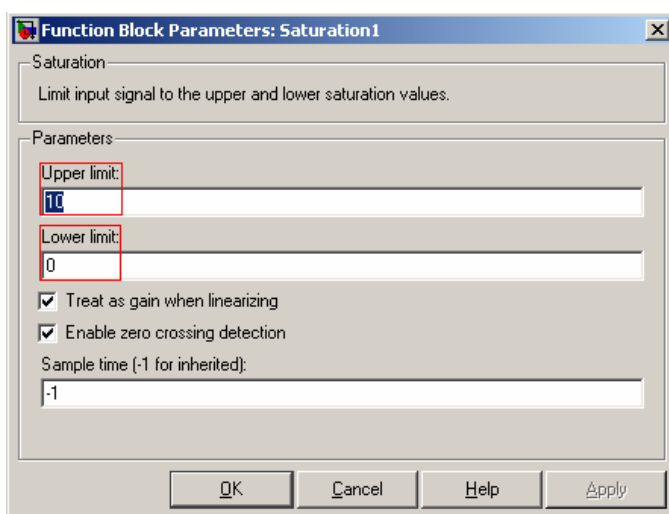 Function Block Parameters: Saturation1
Saturation
Limit input signal to the upper and lower saturation values.
Parameters
Upper limit:
10
Lower limit:
0
Treat as gain when linearizing
Enable zero crossing detection
Sample time (-1 for inherited):
-1
OK Cancel Help Apply